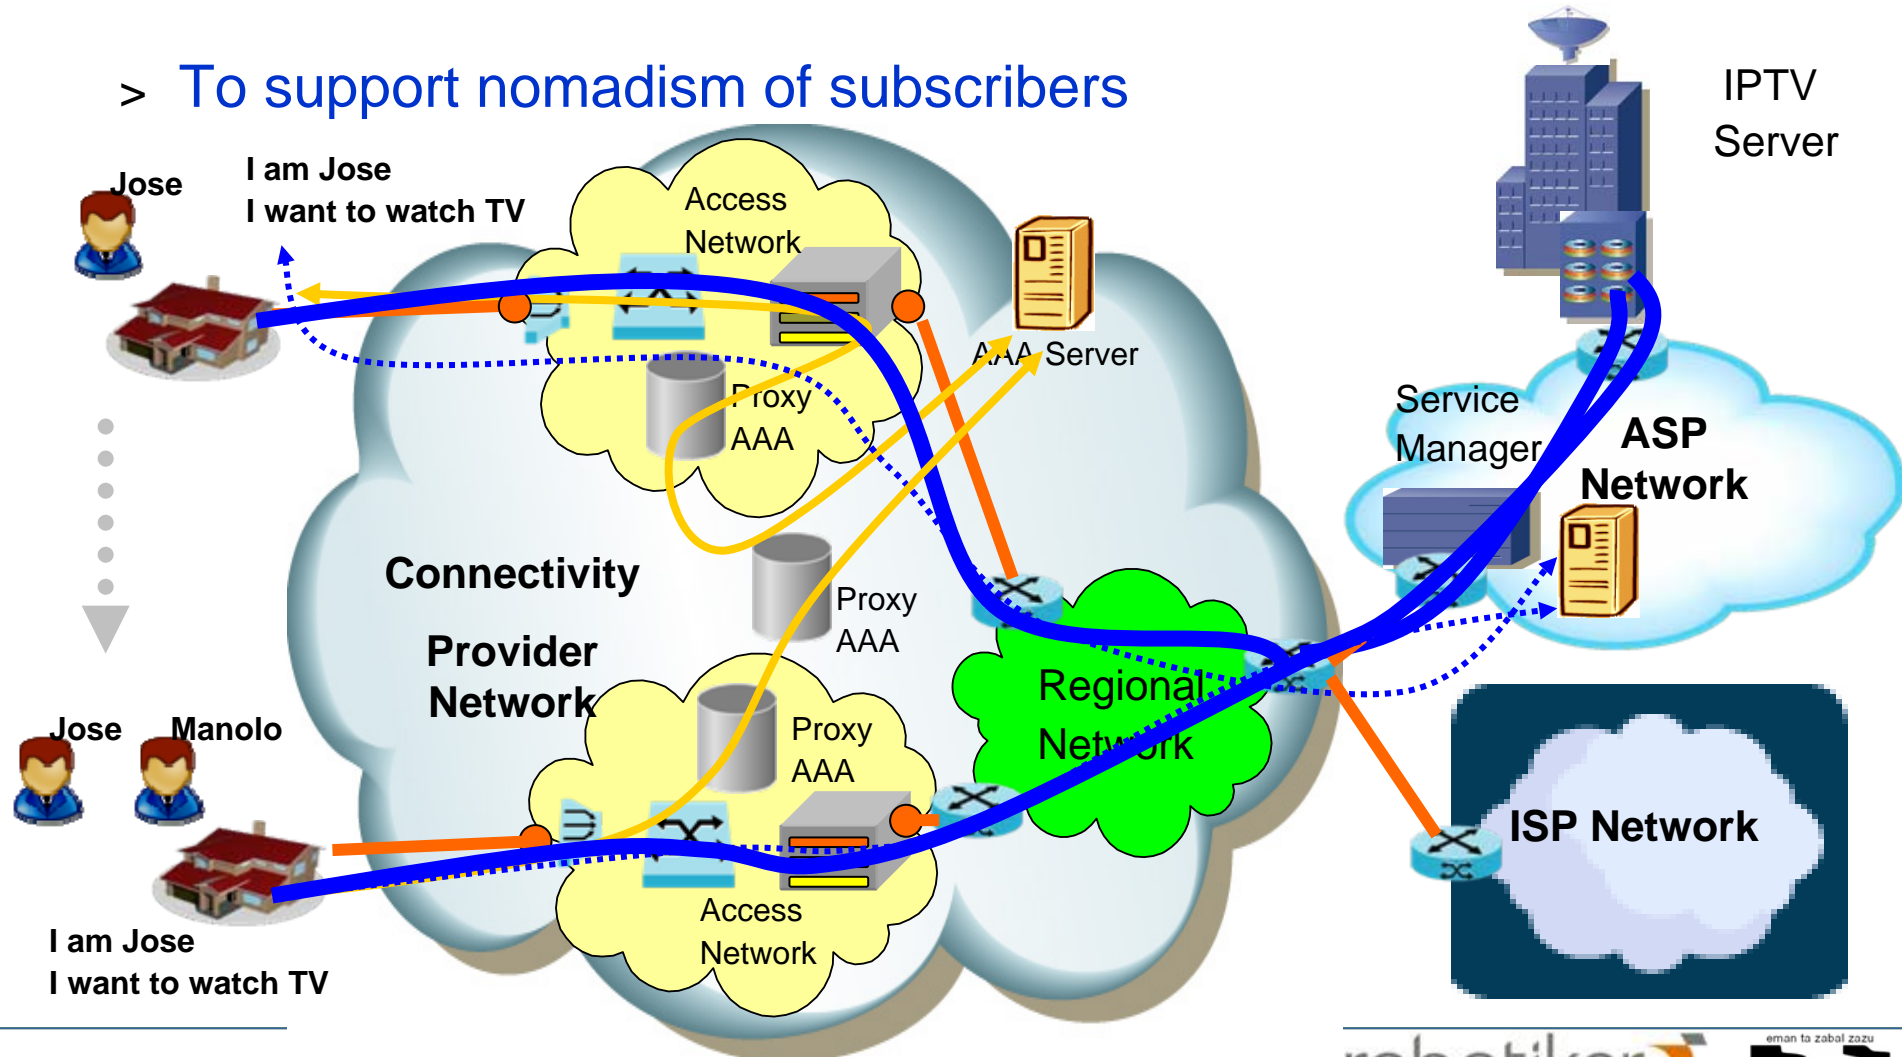 > To support nomadism of subscribers
IPTV
Server
Jose
I am Jose
I want to watch TV
Access
Network
AAA Server
Proxy
AAA
Service
Manager
ASP
Network
Connectivity
Provider
Network
Proxy
AAA
Regional
Network
Jose
Manolo
Proxy
AAA
ISP Network
Access
Network
I am Jose
I want to watch TV
robotiker
eman ta zabal zazu